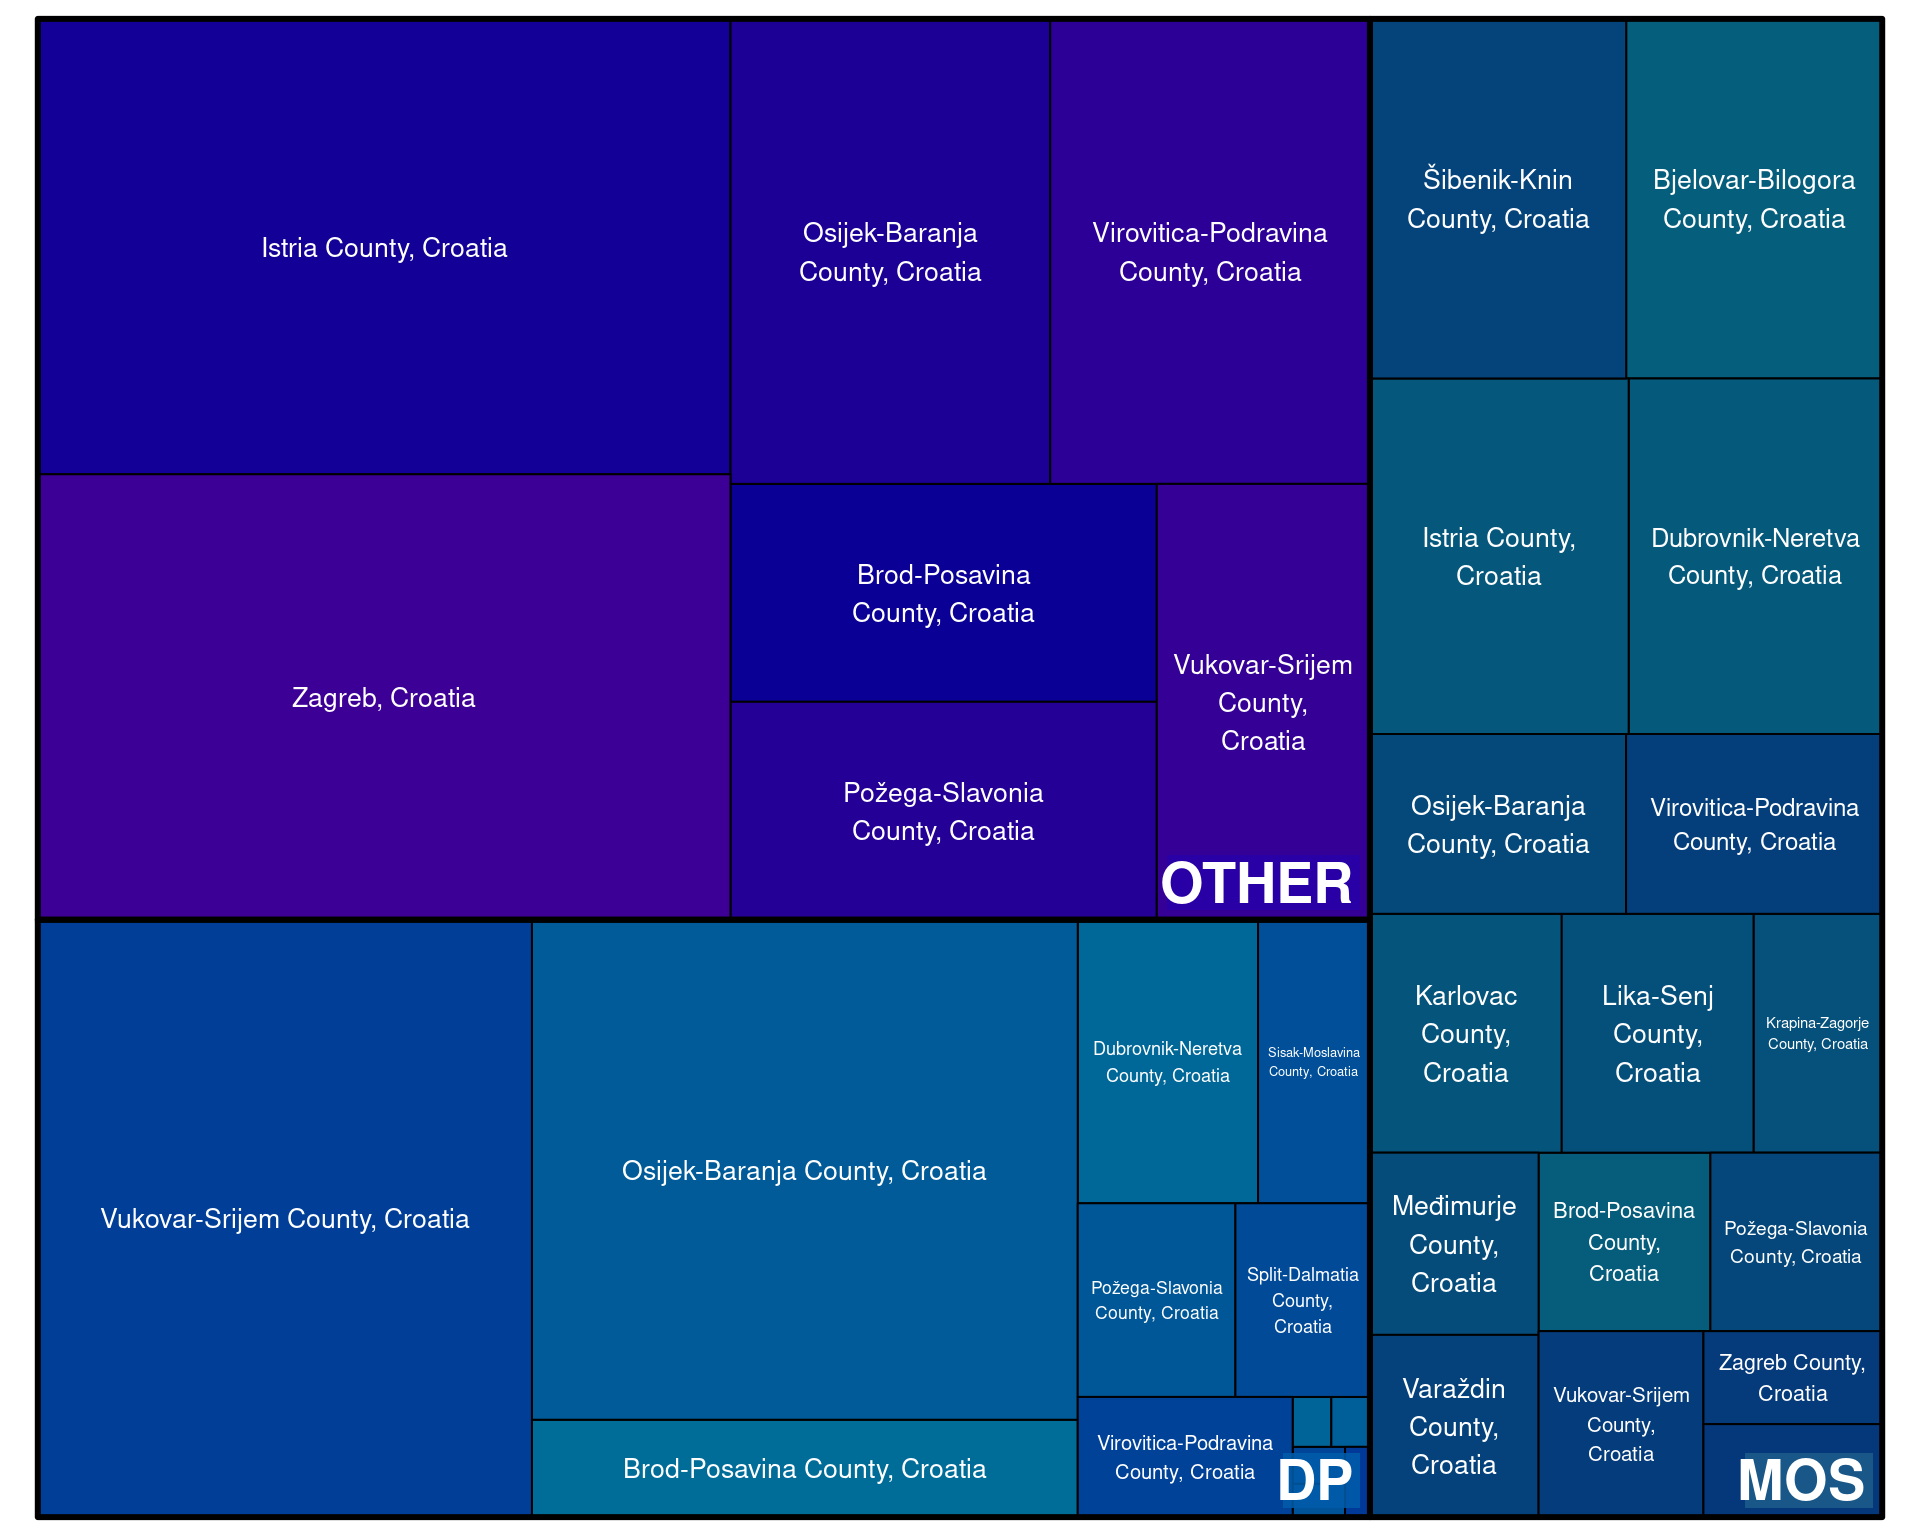 Istria County, Croatia
Osijek-Baranja
County, Croatia
Virovitica-Podravina
County, Croatia
Zagreb, Croatia
Brod-Posavina
County, Croatia
Požega-Slavonia
County, Croatia
Vukovar-Srijem
County,
Croatia
OTHER
Vukovar-Srijem County, Croatia
Osijek-Baranja County, Croatia
Brod-Posavina County, Croatia
Dubrovnik-Neretva
County, Croatia
Sisak-Moslavina
County, Croatia
Požega-Slavonia
County, Croatia
Split-Dalmatia
County,
Croatia
Virovitica-Podravina
County, Croatia
DP
Šibenik-Knin
County, Croatia
Bjelovar-Bilogora
County, Croatia
Istria County,
Croatia
Dubrovnik-Neretva
County, Croatia
Osijek-Baranja
County, Croatia
Virovitica-Podravina
County, Croatia
Karlovac
County,
Croatia
Lika-Senj
County,
Croatia
Krapina-Zagorje
County, Croatia
Međimurje
County,
Croatia
Brod-Posavina
County,
Croatia
Požega-Slavonia
County, Croatia
Varaždin
County,
Croatia
Vukovar-Srijem
County,
Croatia
Zagreb County,
Croatia
MOS